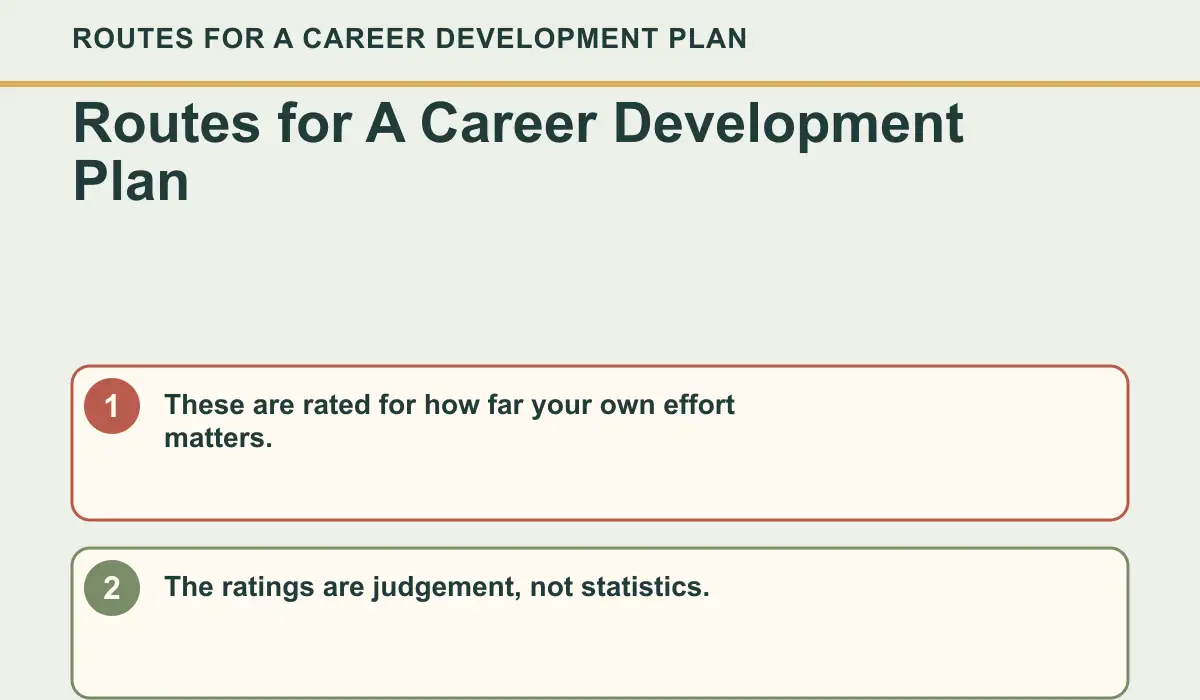 ROUTES FOR A CAREER DEVELOPMENT PLAN
Routes for A Career Development
Plan
1
These are rated for how far your own effort
matters.
2
The ratings are judgement, not statistics.